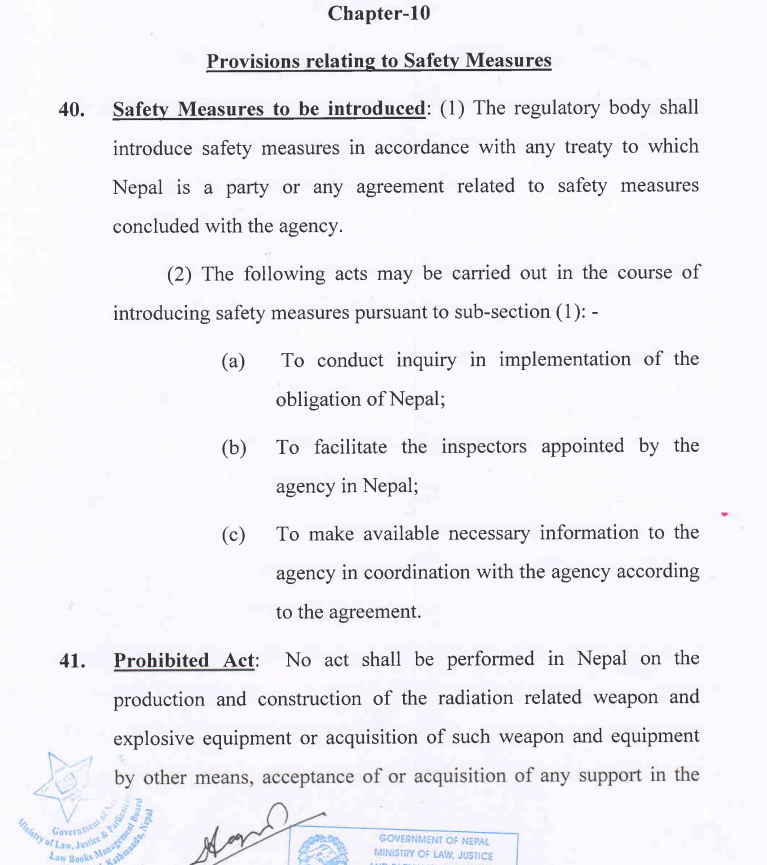 Chapter-10
Provisions relating to Safety Measures
40. Safety Measures to be introduced: (1) The regulatory body shall
introduce safety measures in accordance with any treaty to which
Nepal is a party or any agreement related to safety measures
concluded with the agency.
(2) The following acts may be carried out in the course of
introducing safety measures pursuant to sub-section (1): -
(a) To conduct inquiry in implementation of the
obligation of Nepal;
(b) To facilitate the inspectors appointed by the
agency in Nepal;
(c) To make available necessary information to the
agency in coordination with the agency according
to the agreement.
41. Prohibited Act: No act shall be performed in Nepal on the
production and construction of the radiation related weapon and
explosive equipment or acquisition of such weapon and equipment
by other means, acceptance of or acquisition of any support in the
Government of
Ministry of Law, Justice &
Law Books Management Board
Kathmandu, Nepal
GOVERNMENT OF NEPAL
MINISTRY OF LAW, JUSTICE